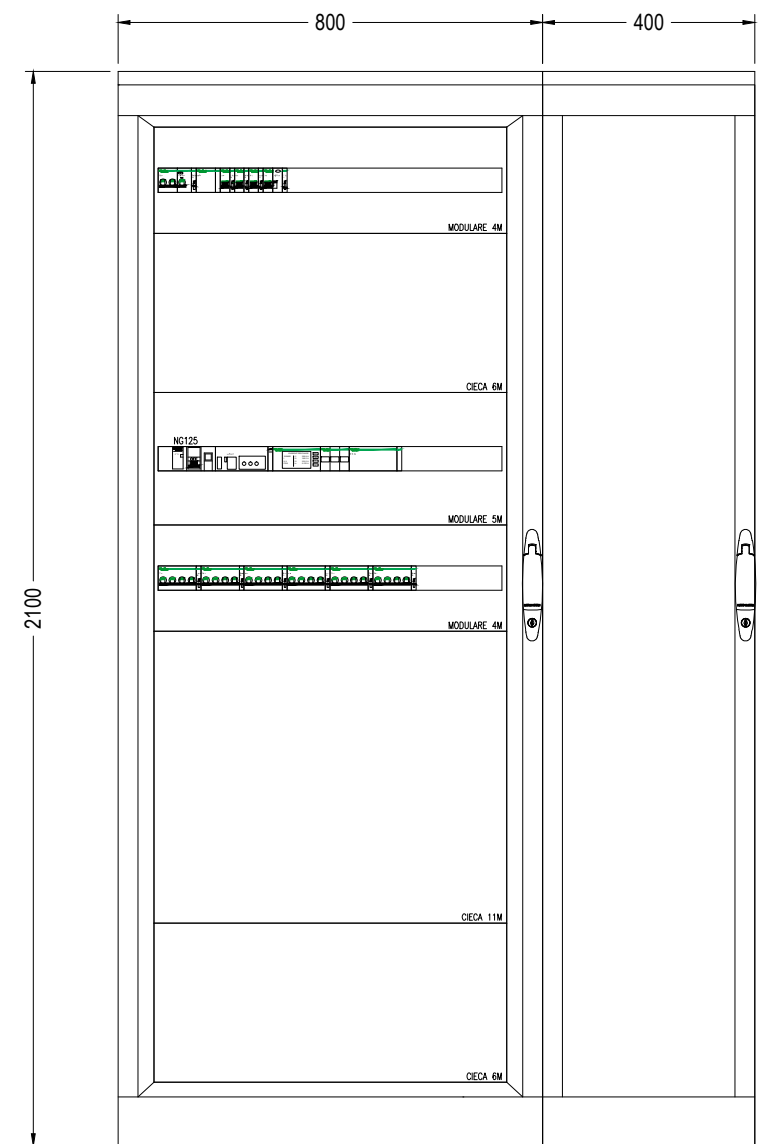 800 400
MODULARE 4M
CIECA 6M
NG125
MODULARE 5M
MODULARE 4M
2100
CIECA 11M
CIECA 6M